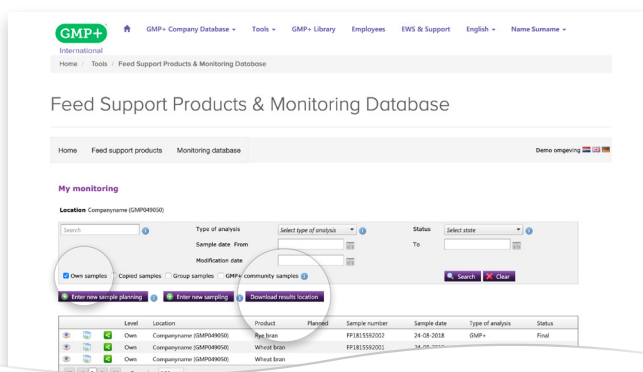 GMP+
International
GMP+ Company Database
Tools
GMP+ Library
Employees
EWS & Support
English
Name Surname
Home / Tools / Feed Support Products & Monitoring Database
Feed Support Products & Monitoring Database
Home
Feed support products
Monitoring database
Demo omgeving
My monitoring
Location Companyname (GMP049050)
Search
Type of analysis
Select type of analysis
Status
Select state
Sample date From
To
Modification date
Own samples
Copied samples
Group samples
GMP+ community samples
Search
Clear
Enter new sample planning
Enter new sampling
Download results location
Level Location Product Planned Sample number Sample date Type of analysis Status
Own Companyname (GMP049050) Rye bran FP1815592002 24-08-2018 GMP+ Final
Own Companyname (GMP049050) Wheat bran FP1815592001 24-08-2018
Own Companyname (GMP049050) Wheat bran